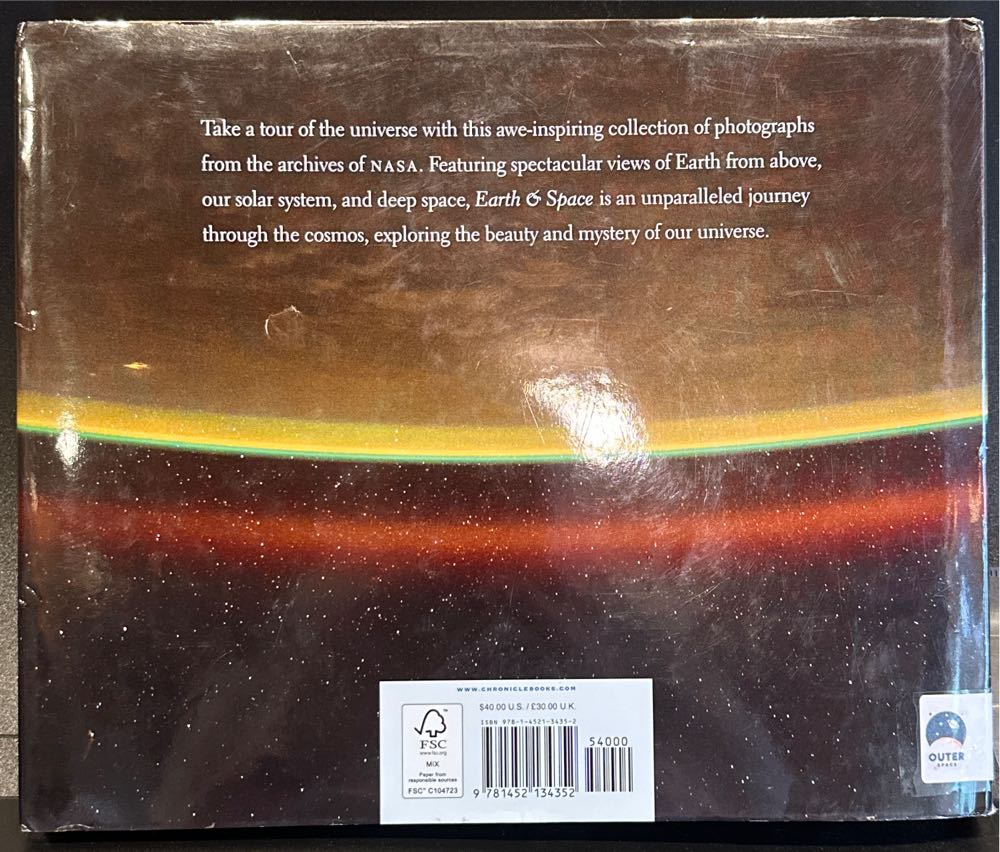 Take a tour of the universe with this awe-inspiring collection of photographs
from the archives of NASA. Featuring spectacular views of Earth from above,
our solar system, and deep space, Earth & Space is an unparalleled journey
through the cosmos, exploring the beauty and mystery of our universe.
WWW.CHRONICLEBOOKS.COM
$40.00 U.S. / £30.00 U.K.
ISBN 978-1-4521-3435-2
54000
9 781452 134352
FSC
www.fsc.org
MIX
Paper from
responsible sources
FSC™ C104723
OUTER
SPACE